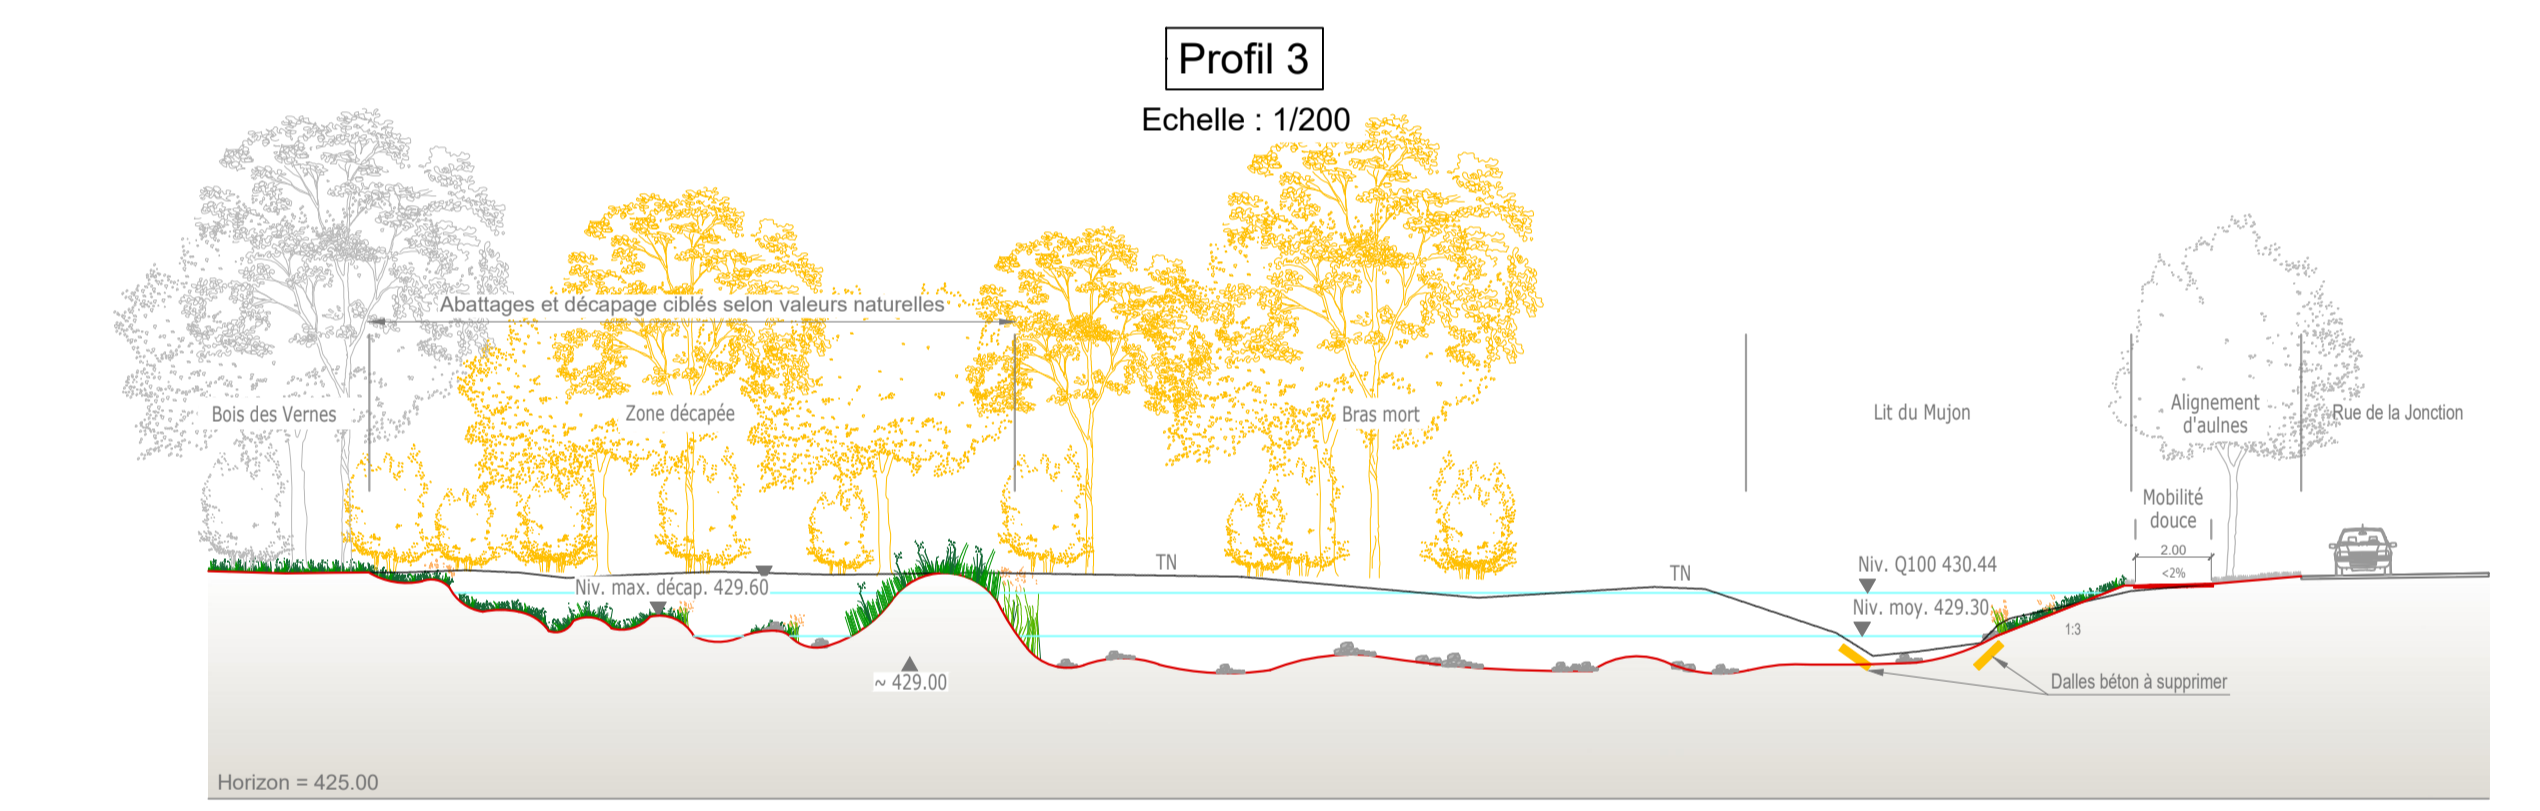 Profil 3
Echelle : 1/200
Abattages et décapage ciblés selon valeurs naturelles
Bois des Vernes
Zone décapée
Bras mort
Lit du Mujon
Alignement
d'aulnes
Rue de la Jonction
Mobilité
douce
2.00
<2%
TN
TN
Niv. Q100 430.44
Niv. max. décap. 429.60
Niv. moy. 429.30
1:3
~ 429.00
Dalles béton à supprimer
Horizon = 425.00